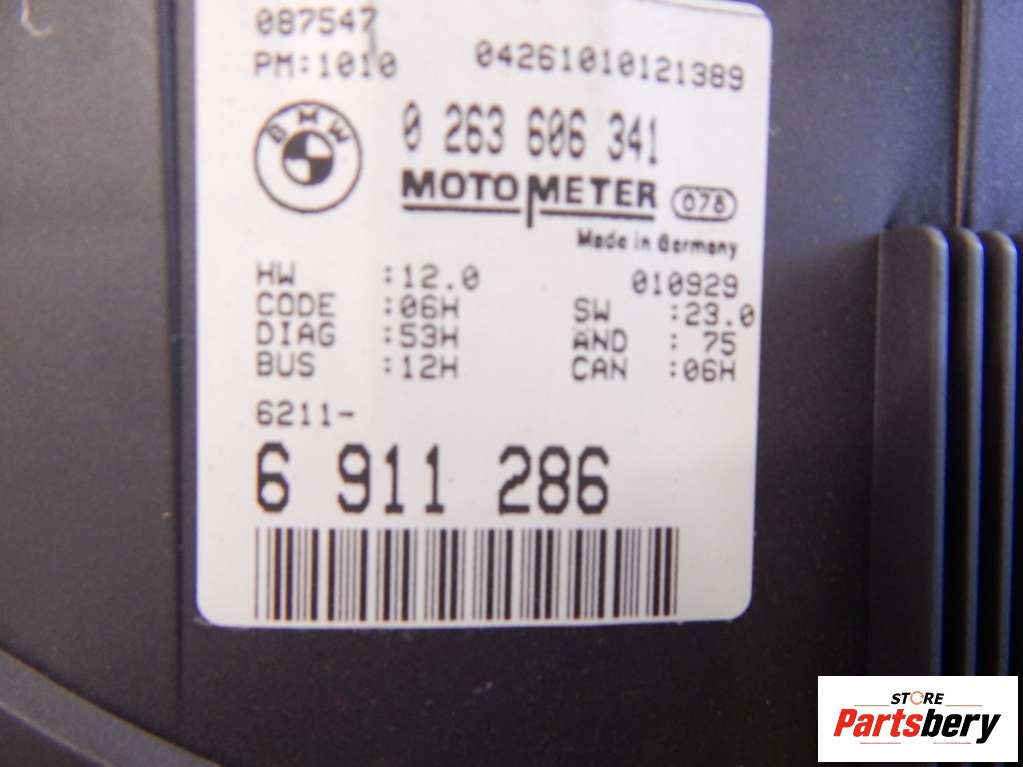 087547
PM:1010 04261010121389
BMW 0 263 606 341
MOTOMETER 076
Made in Germany
HW :12.0 010929
CODE :06H SW :23.0
DIAG :53H AND : 75
BUS :12H CAN :06H
6211-
6 911 286
STORE
Partsbery